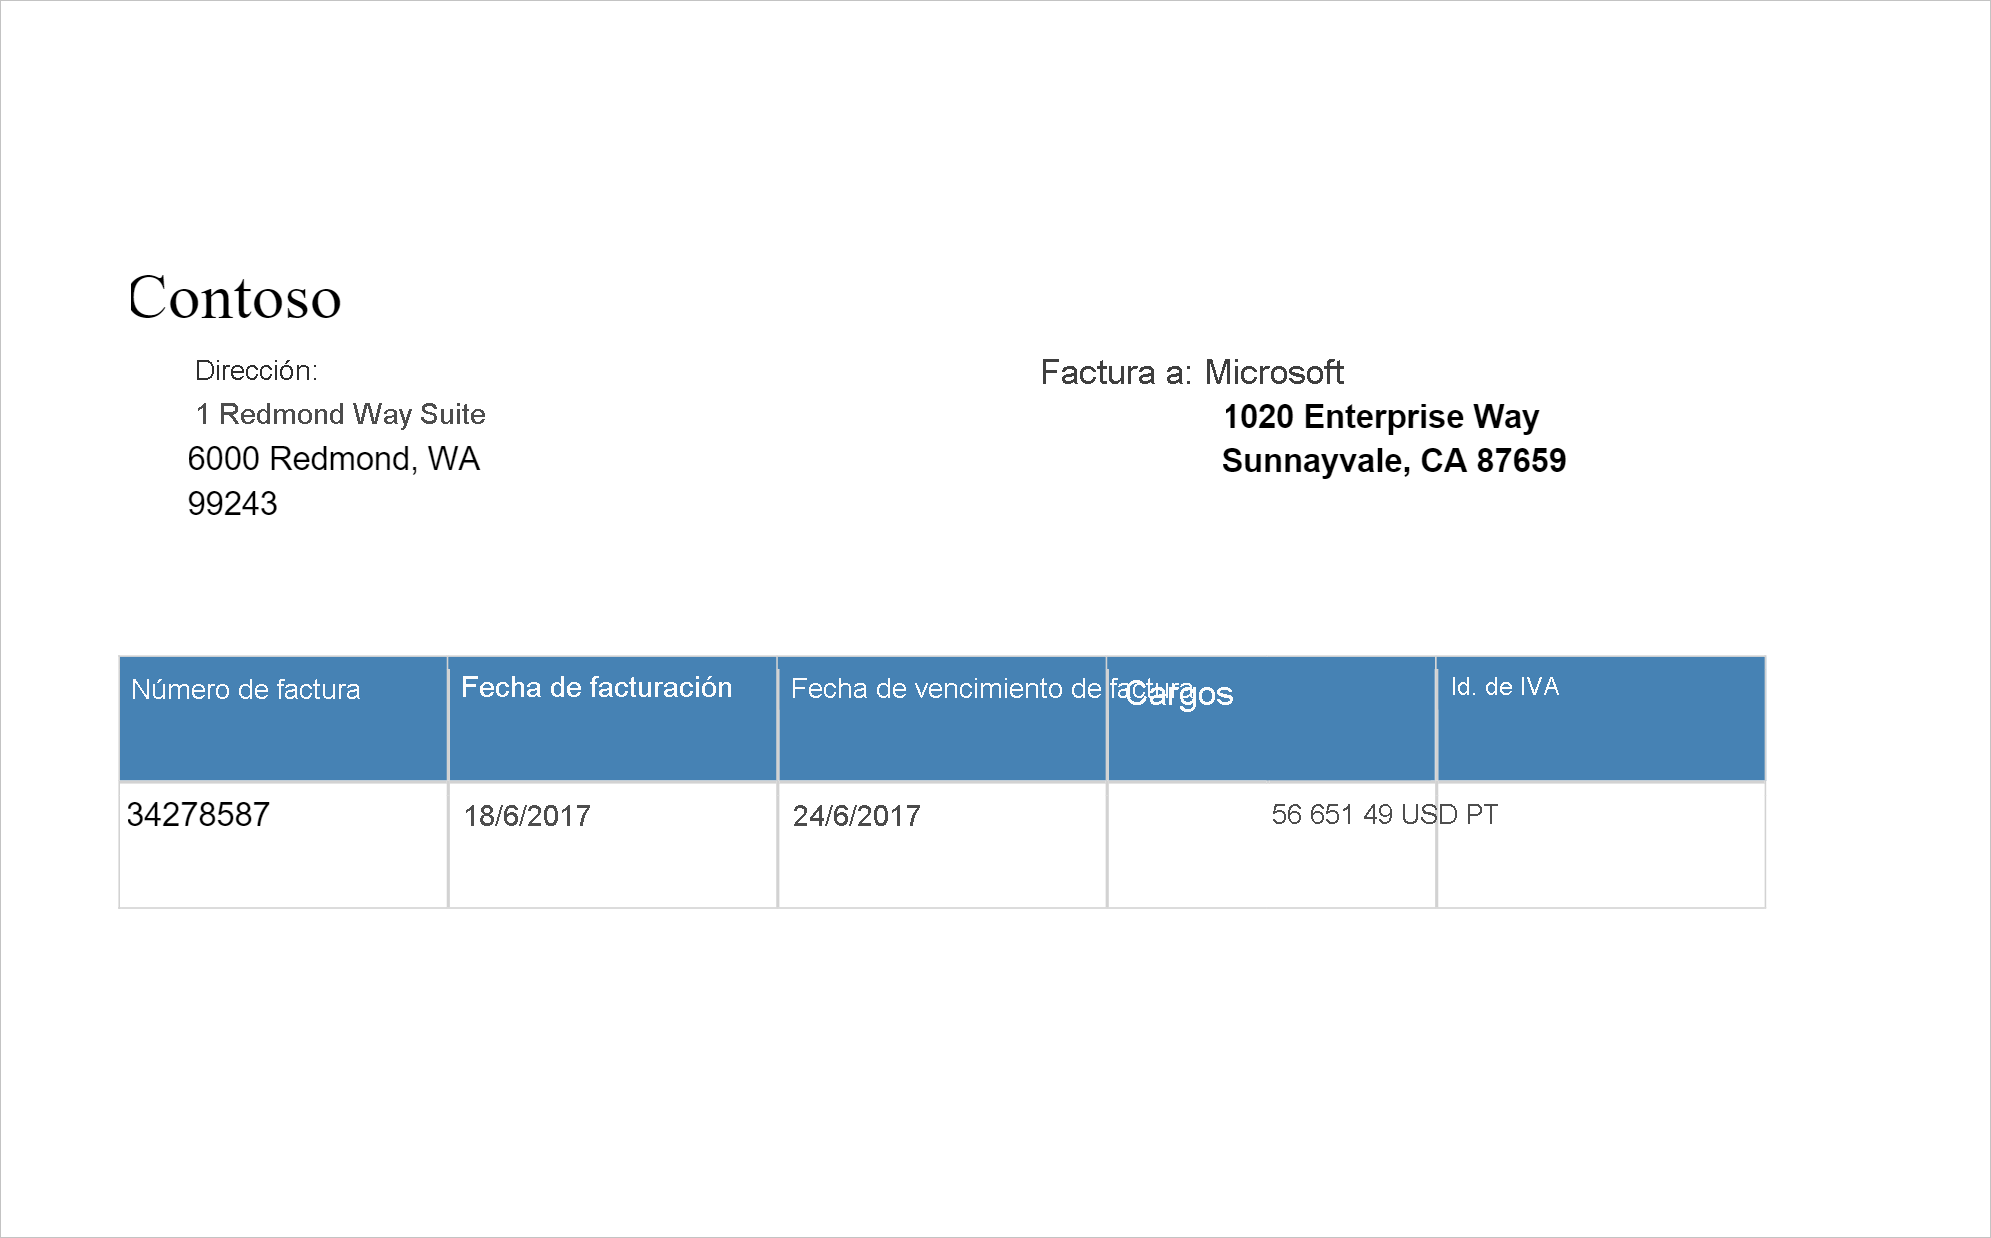 Contoso
Dirección:
1 Redmond Way Suite
6000 Redmond, WA
99243
Factura a: Microsoft
1020 Enterprise Way
Sunnayvale, CA 87659
Número de factura
Fecha de facturación
Fecha de vencimiento de factura
Cargos
Id. de IVA
34278587
18/6/2017
24/6/2017
56 651 49 USD PT